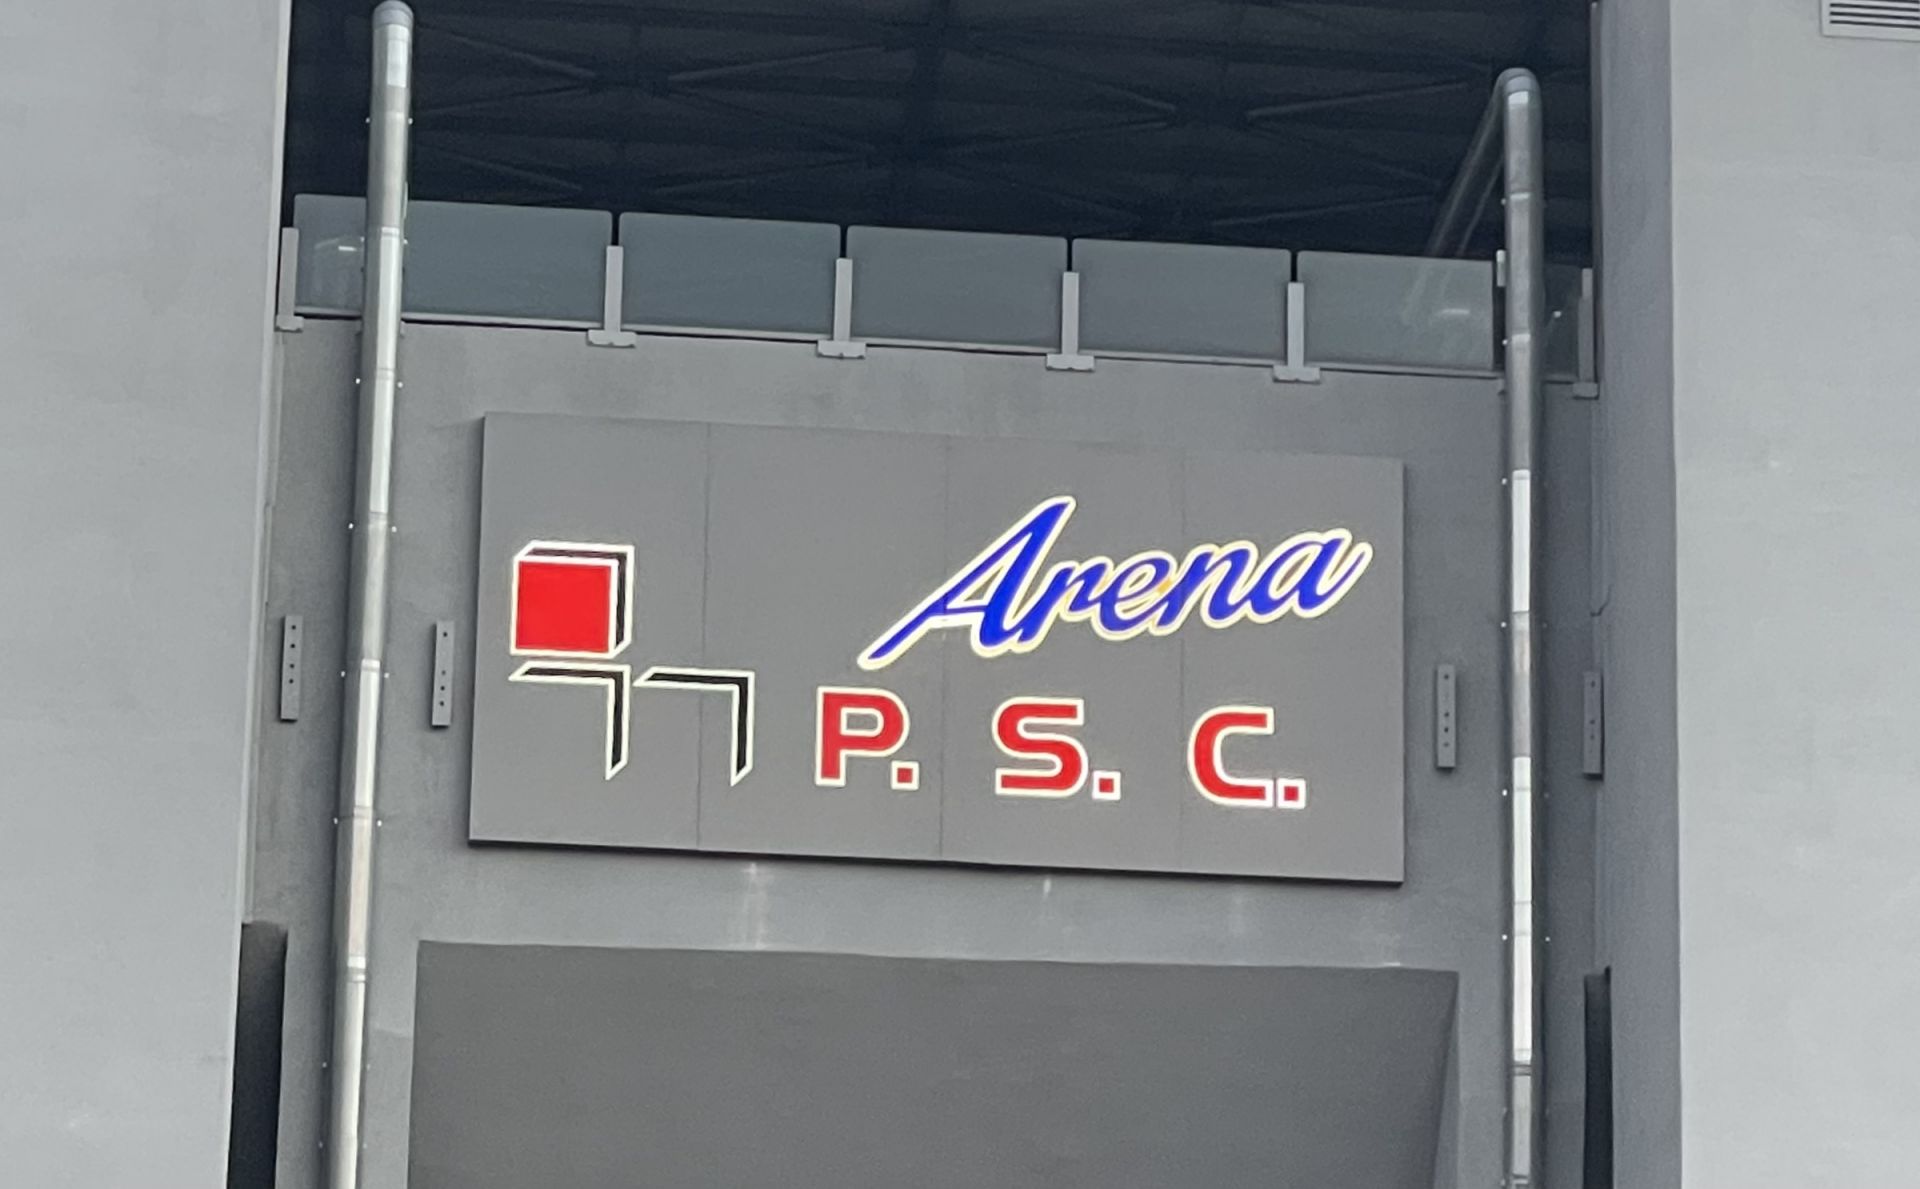 Arena
P. S. C.